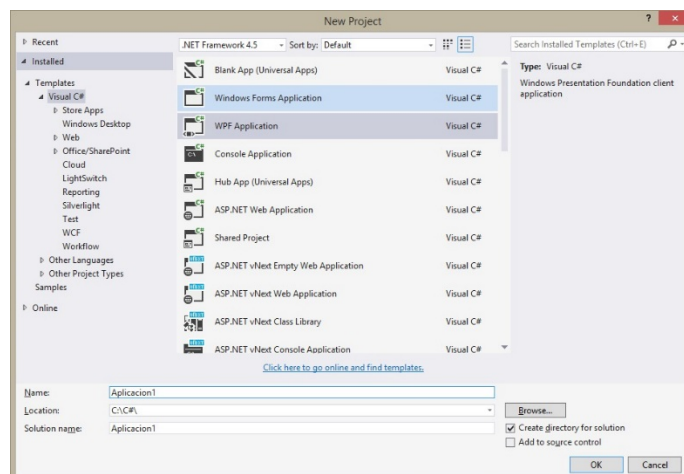 New Project
Recent
Installed
Templates
Visual C#
Store Apps
Windows Desktop
Web
Office/SharePoint
Cloud
LightSwitch
Reporting
Silverlight
Test
WCF
Workflow
Other Languages
Other Project Types
Samples
Online
.NET Framework 4.5 Sort by: Default
Blank App (Universal Apps) Visual C#
Windows Forms Application Visual C#
WPF Application Visual C#
Console Application Visual C#
Hub App (Universal Apps) Visual C#
ASP.NET Web Application Visual C#
Shared Project Visual C#
ASP.NET vNext Empty Web Application Visual C#
ASP.NET vNext Web Application Visual C#
ASP.NET vNext Class Library Visual C#
ASP.NET vNext Console Application Visual C#
Click here to go online and find templates.
Search Installed Templates (Ctrl+E)
Type: Visual C#
Windows Presentation Foundation client
application
Name: Aplicacion1
Location: C:\C#\
Browse...
Solution name: Aplicacion1
Create directory for solution
Add to source control
OK Cancel